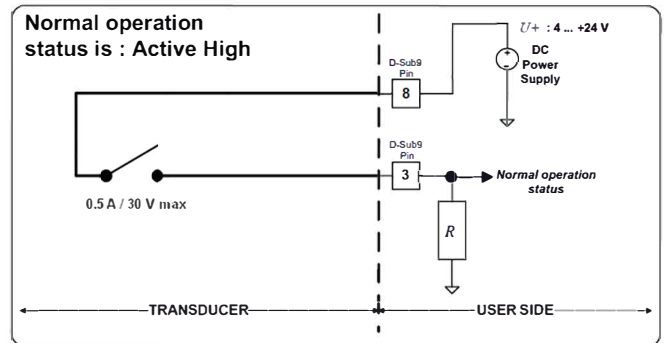 Normal operation
status is : Active High
U+ : 4 ... +24 V
DC
Power
Supply
D-Sub9
Pin
8
D-Sub9
Pin
3
Normal operation
status
0.5 A / 30 V max
R
TRANSDUCER
USER SIDE